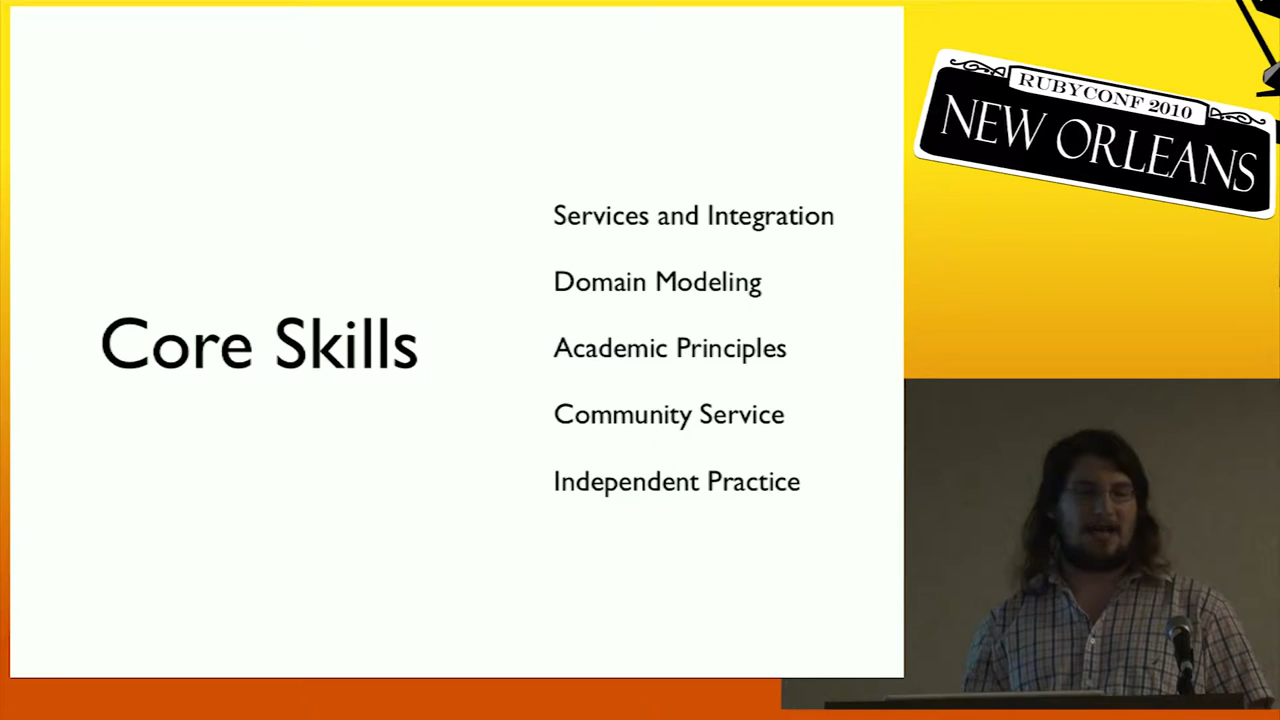 Core Skills
Services and Integration
Domain Modeling
Academic Principles
Community Service
Independent Practice
RUBYCONF 2010
NEW ORLEANS